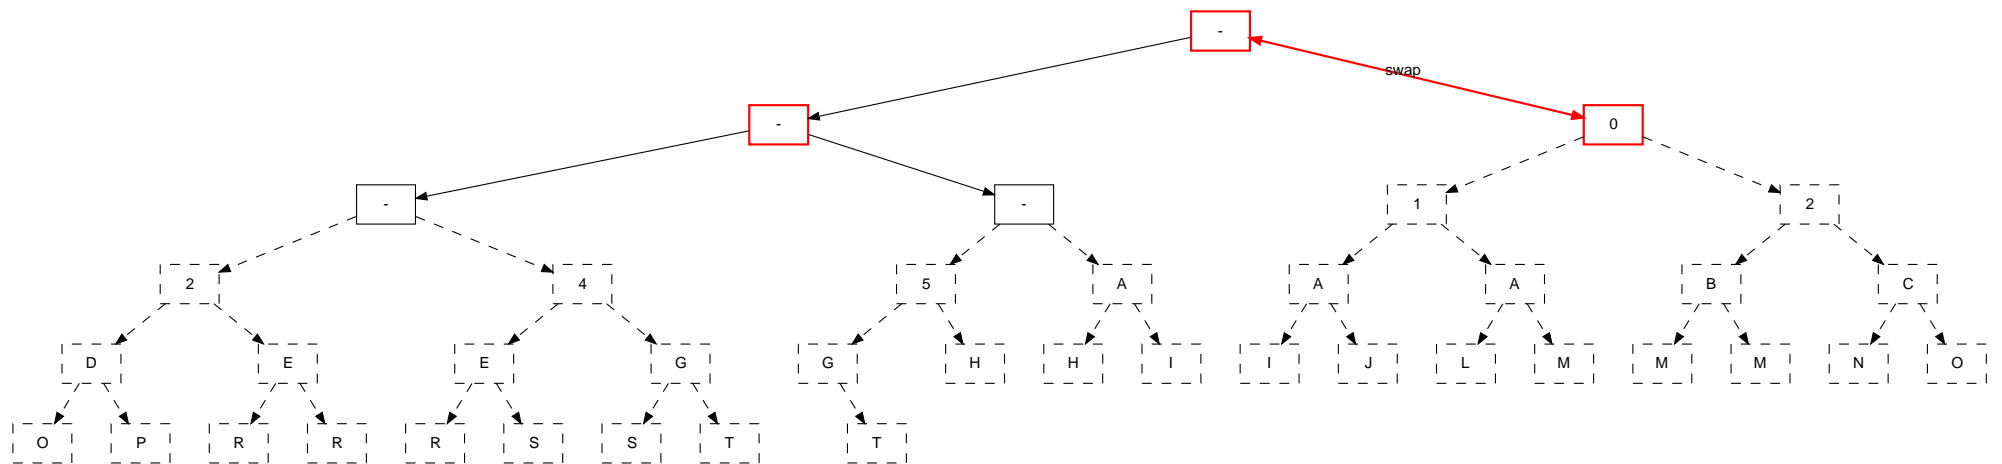 -
swap
- 0
- - 1 2
2 4 5 A A A B C
D E E G G H H I I J L M M M N O
O P R R R S S T T